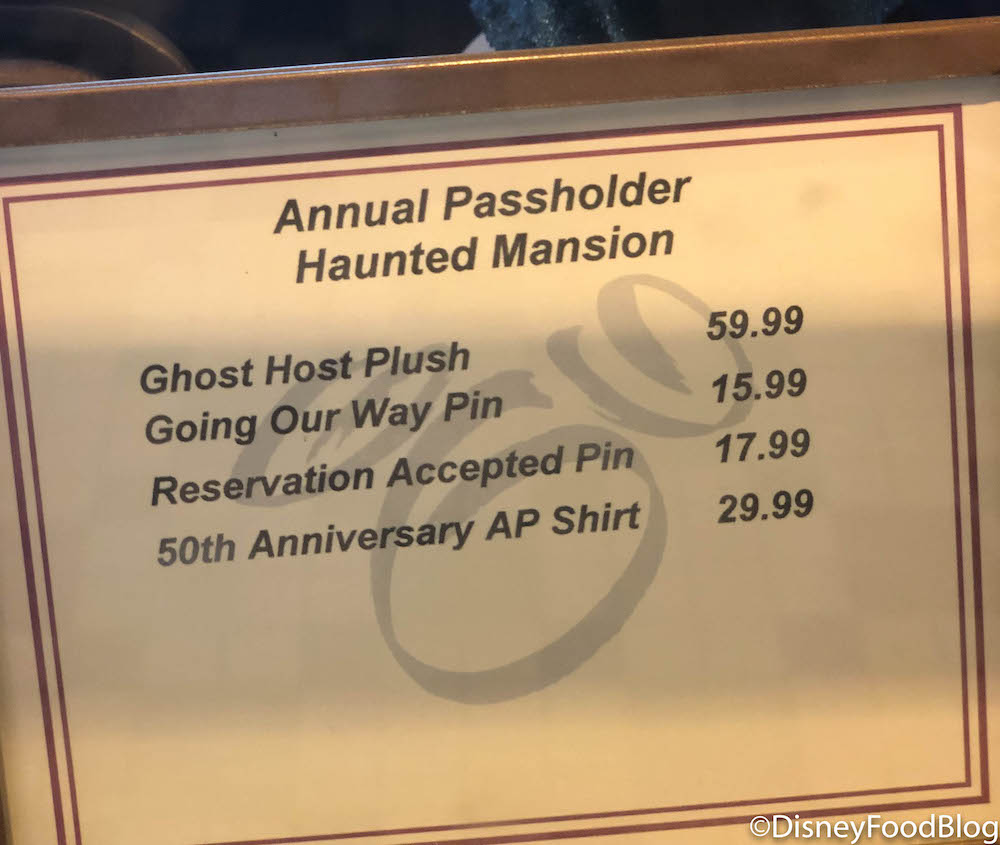 Annual Passholder
Haunted Mansion
Ghost Host Plush 59.99
Going Our Way Pin 15.99
Reservation Accepted Pin 17.99
50th Anniversary AP Shirt 29.99
©DisneyFoodBlog